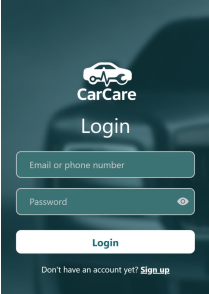 CarCare
Login
Email or phone number
Password
Login
Don't have an account yet? Sign up